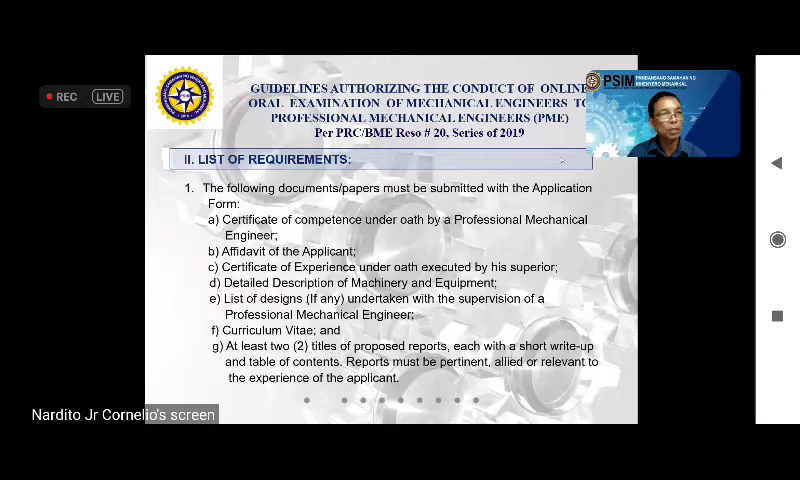 REC
LIVE
GUIDELINES AUTHORIZING THE CONDUCT OF ONLINE
ORAL EXAMINATION OF MECHANICAL ENGINEERS TO
PROFESSIONAL MECHANICAL ENGINEERS (PME)
Per PRC/BME Reso # 20, Series of 2019
PSIM
PAMBANSANG SAMAHAN NG
INHENYERO MEKANIKAL
II. LIST OF REQUIREMENTS:
1. The following documents/papers must be submitted with the Application
Form:
a) Certificate of competence under oath by a Professional Mechanical
Engineer;
b) Affidavit of the Applicant;
c) Certificate of Experience under oath executed by his superior;
d) Detailed Description of Machinery and Equipment;
e) List of designs (If any) undertaken with the supervision of a
Professional Mechanical Engineer;
f) Curriculum Vitae; and
g) At least two (2) titles of proposed reports, each with a short write-up
and table of contents. Reports must be pertinent, allied or relevant to
the experience of the applicant.
Nardito Jr Cornelio's screen